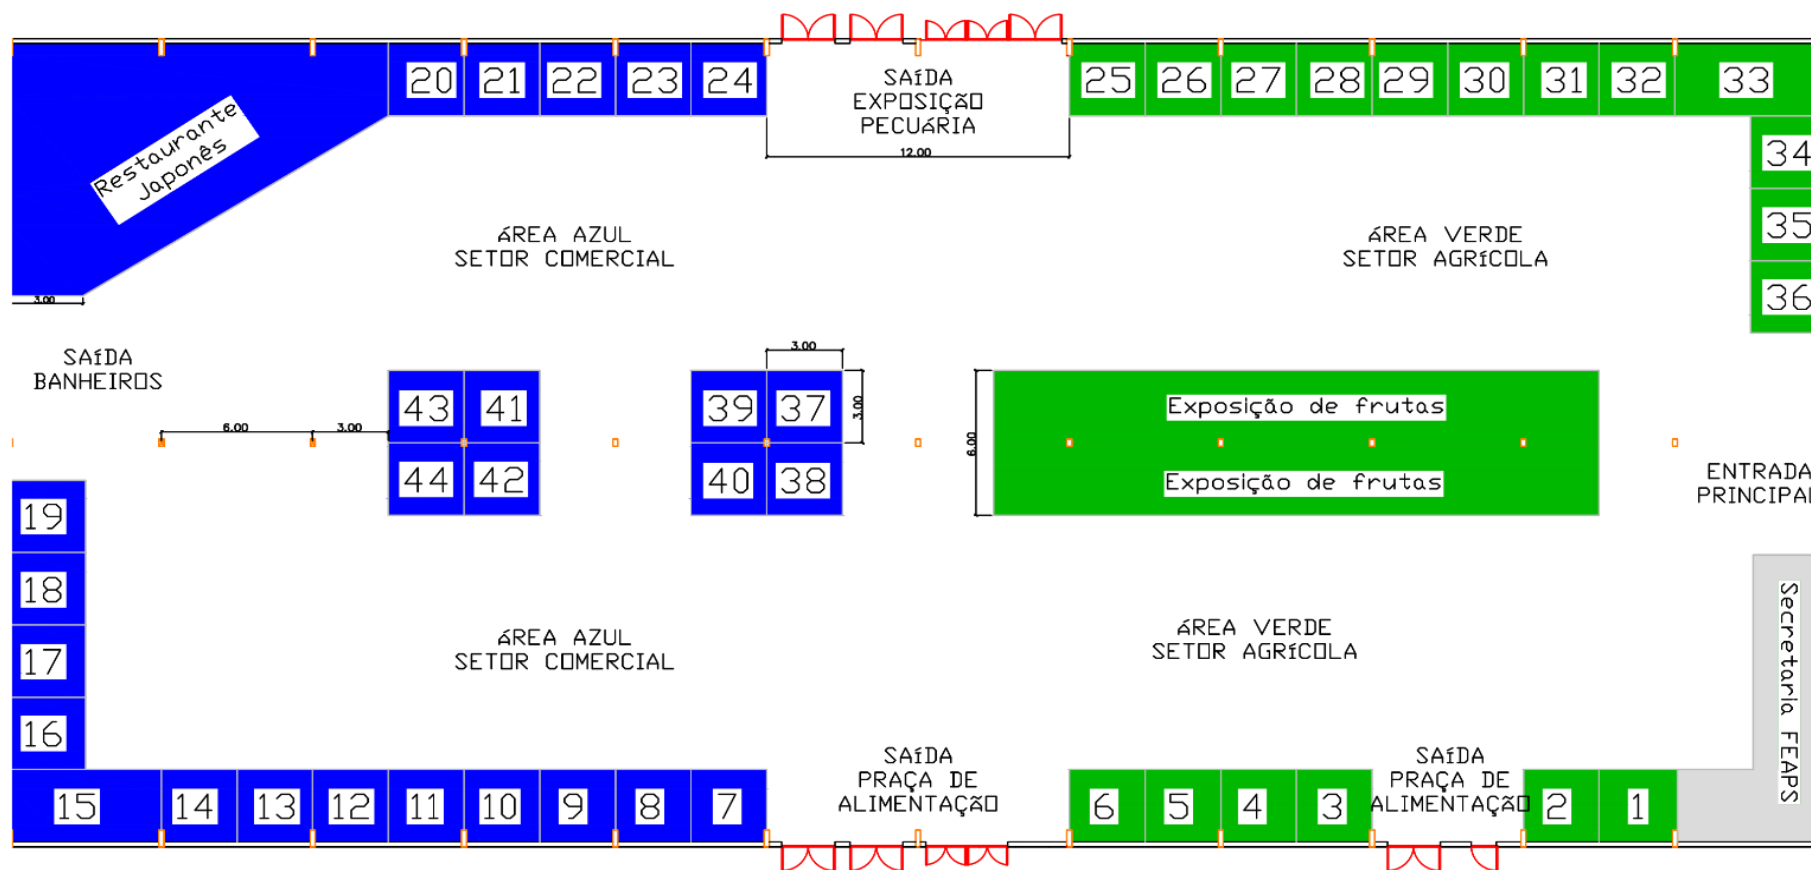 20 21 22 23 24
SAíDA
EXPOSIÇãO
PECUáRIA
12.00
25 26 27 28 29 30 31 32 33
Restaurante
Japonês
34
35
36
áREA AZUL
SETOR COMERCIAL
áREA VERDE
SETOR AGRíCOLA
3.00
SAíDA
BANHEIROS
6.00
3.00
43 41
44 42
3.00
39 37
3.00
40 38
6.00
Exposição de frutas
Exposição de frutas
ENTRADA
PRINCIPAL
19
18
17
16
áREA AZUL
SETOR COMERCIAL
áREA VERDE
SETOR AGRíCOLA
Secretaria FEAPS
15 14 13 12 11 10 9 8 7
SAíDA
PRAÇA DE
ALIMENTAÇãO
6 5 4 3
SAíDA
PRAÇA DE
ALIMENTAÇãO
2 1